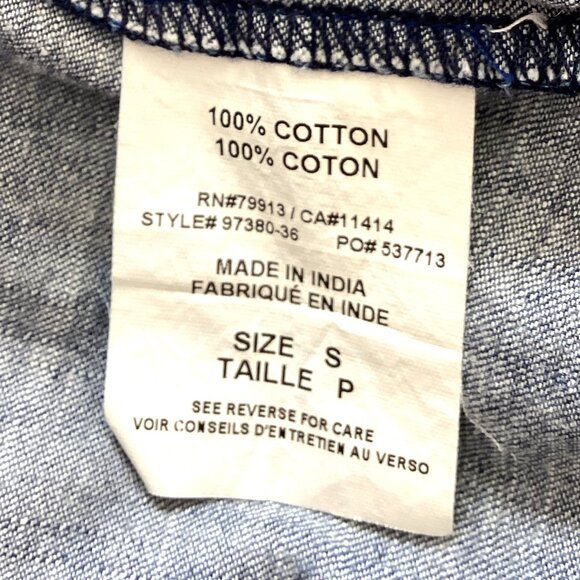 100% COTTON
100% COTON
RN#79913 / CA#11414
STYLE# 97380-36 PO# 537713
MADE IN INDIA
FABRIQUÉ EN INDE
SIZE S
TAILLE P
SEE REVERSE FOR CARE
VOIR CONSEILS D'ENTRETIEN AU VERSO